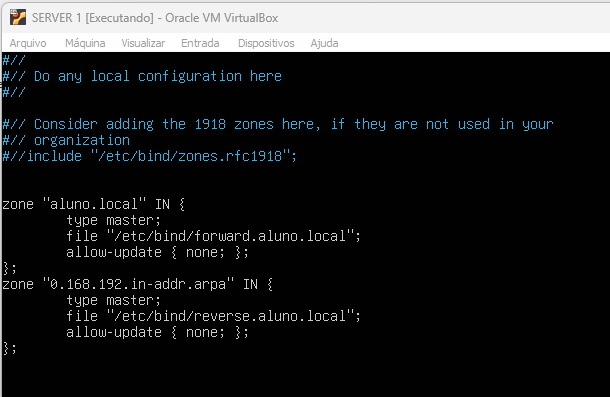 SERVER 1 [Executando] - Oracle VM VirtualBox
Arquivo Máquina Visualizar Entrada Dispositivos Ajuda
#//
#// Do any local configuration here
#//
#// Consider adding the 1918 zones here, if they are not used in your
#// organization
#//include "/etc/bind/zones.rfc1918";
zone "aluno.local" IN {
type master;
file "/etc/bind/forward.aluno.local";
allow-update { none; };
};
zone "0.168.192.in-addr.arpa" IN {
type master;
file "/etc/bind/reverse.aluno.local";
allow-update { none; };
};